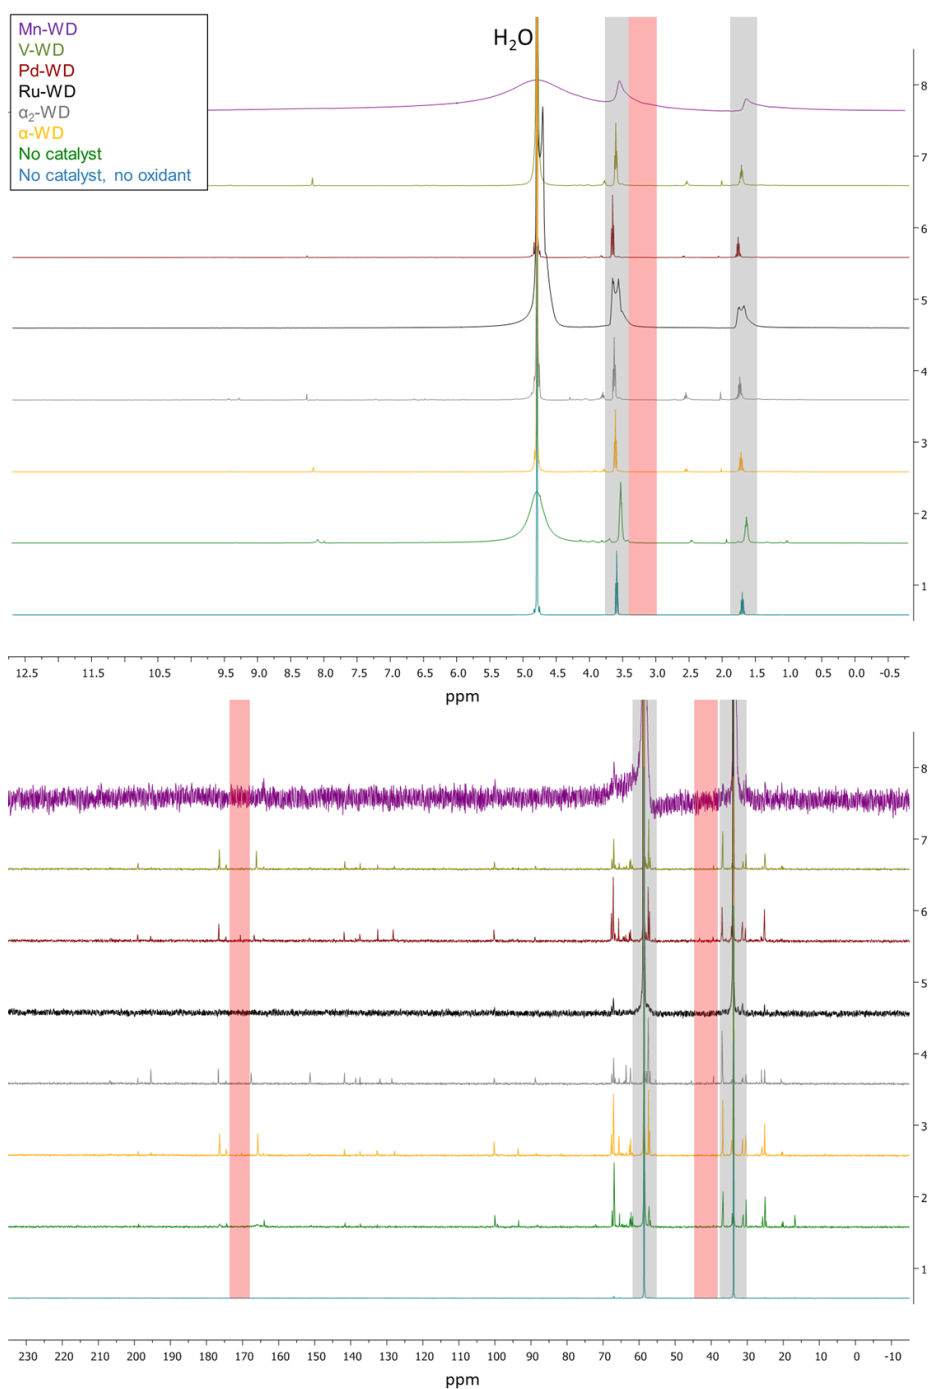 Mn-WD
V-WD
Pd-WD
Ru-WD
α2-WD
α-WD
No catalyst
No catalyst, no oxidant
H2O
8
7
6
5
4
3
2
1
12.5 11.5 10.5 9.5 9.0 8.5 8.0 7.5 7.0 6.5 6.0 5.5 5.0 4.5 4.0 3.5 3.0 2.5 2.0 1.5 1.0 0.5 0.0 -0.5
ppm
8
7
6
5
4
3
2
1
230 220 210 200 190 180 170 160 150 140 130 120 110 100 90 80 70 60 50 40 30 20 10 0 -10
ppm